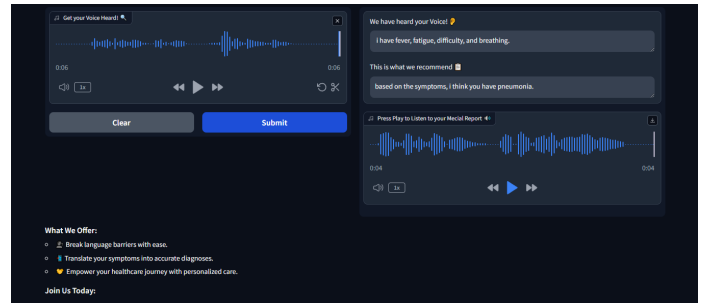 Get your Voice Heard!
0:06
0:06
1x
Clear
Submit
We have heard your Voice!
i have fever, fatigue, difficulty, and breathing.
This is what we recommend
based on the symptoms, i think you have pneumonia.
Press Play to Listen to your Mecial Report
0:04
0:04
1x
What We Offer:
Break language barriers with ease.
Translate your symptoms into accurate diagnoses.
Empower your healthcare journey with personalized care.
Join Us Today: